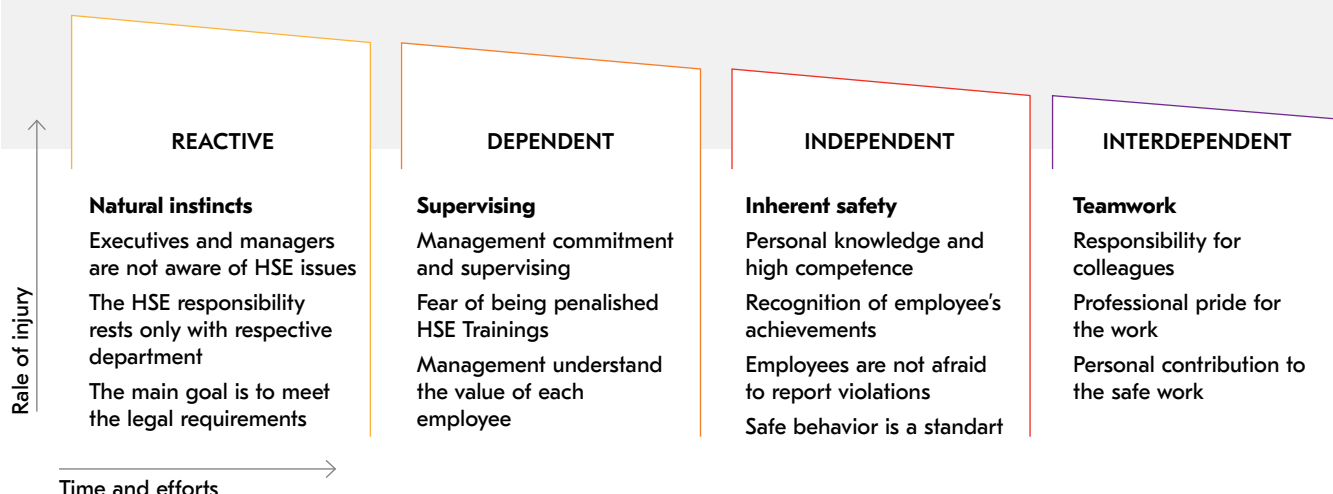 REACTIVE
Natural instincts
Executives and managers
are not aware of HSE issues
The HSE responsibility
rests only with respective
department
The main goal is to meet
the legal requirements
DEPENDENT
Supervising
Management commitment
and supervising
Fear of being penalished
HSE Trainings
Management understand
the value of each
employee
INDEPENDENT
Inherent safety
Personal knowledge and
high competence
Recognition of employee's
achievements
Employees are not afraid
to report violations
Safe behavior is a standart
INTERDEPENDENT
Teamwork
Responsibility for
colleagues
Professional pride for
the work
Personal contribution to
the safe work
Rale of injury
Time and efforts